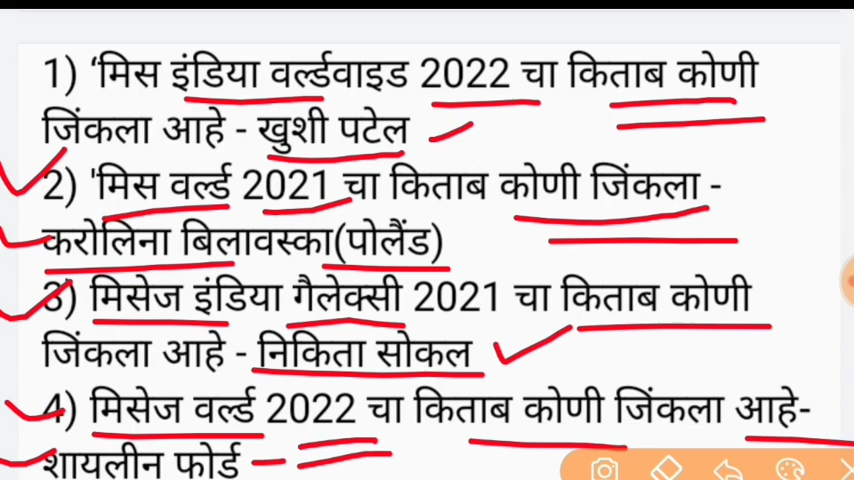 1) ‘मिस इंडिया वर्ल्डवाइड 2022 चा किताब कोणी
जिंकला आहे - खुशी पटेल
2) 'मिस वर्ल्ड 2021 चा किताब कोणी जिंकला -
करोलिना बिलावस्का(पोलैंड)
3) मिसेज इंडिया गैलेक्सी 2021 चा किताब कोणी
जिंकला आहे - निकिता सोकल
4) मिसेज वर्ल्ड 2022 चा किताब कोणी जिंकला आहे-
शायलीन फोर्ड